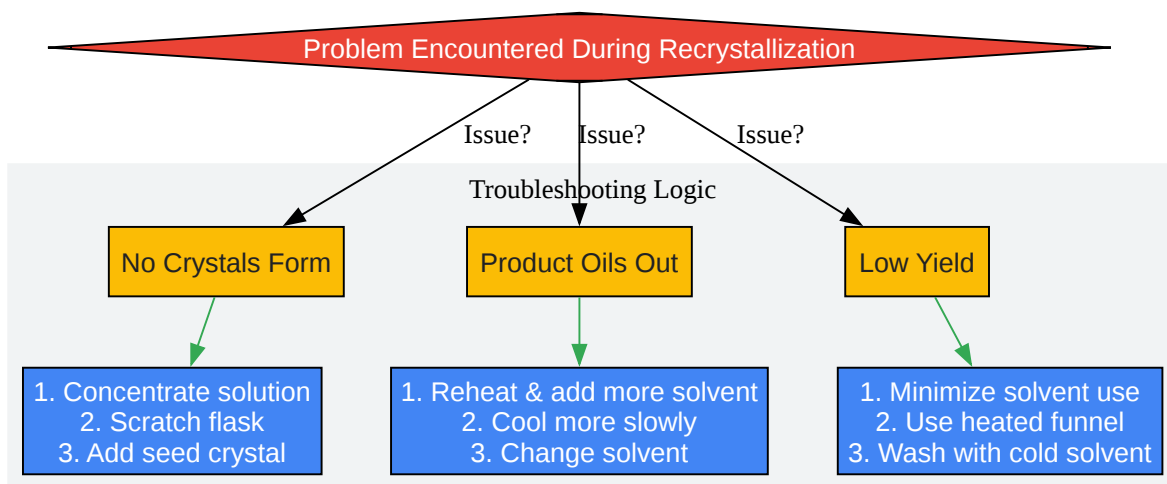 Problem Encountered During Recrystallization
Issue? Issue? Issue?
Troubleshooting Logic
No Crystals Form
Product Oils Out
Low Yield
1. Concentrate solution
2. Scratch flask
3. Add seed crystal
1. Reheat & add more solvent
2. Cool more slowly
3. Change solvent
1. Minimize solvent use
2. Use heated funnel
3. Wash with cold solvent